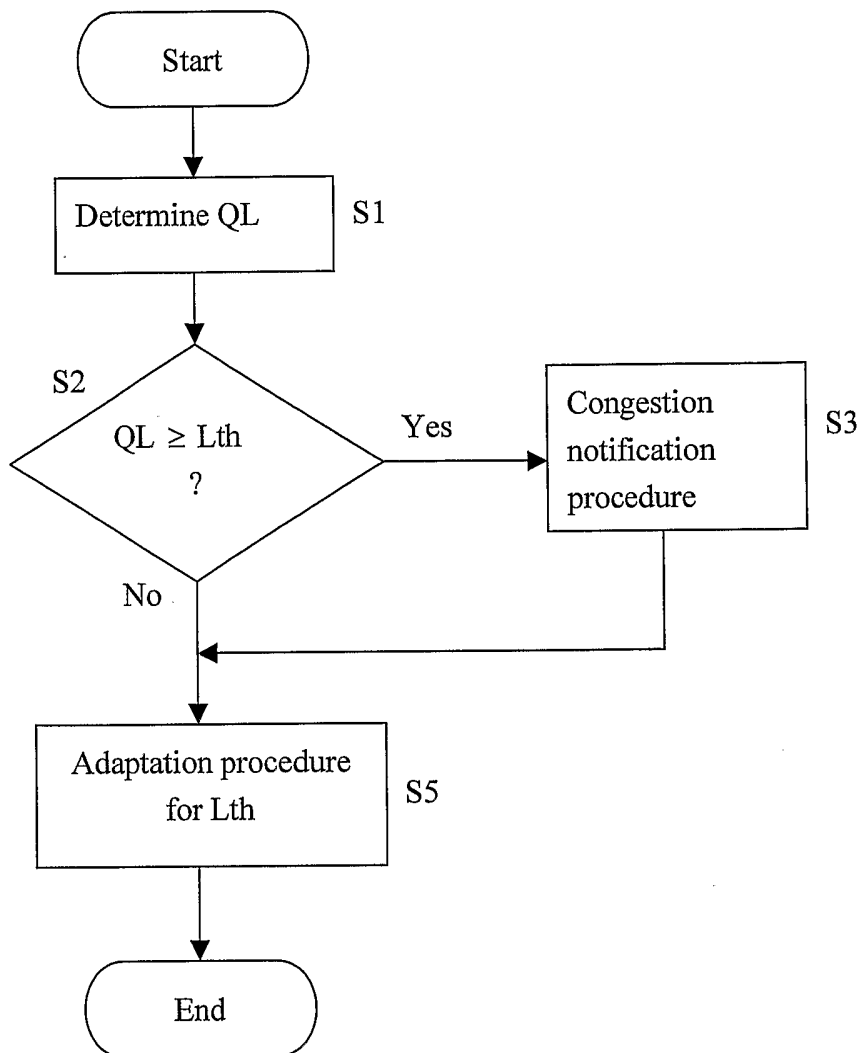 Start
Determine QL
S1
S2
QL ≥ Lth
?
Yes
Congestion
notification
procedure
S3
No
Adaptation procedure
for Lth
S5
End